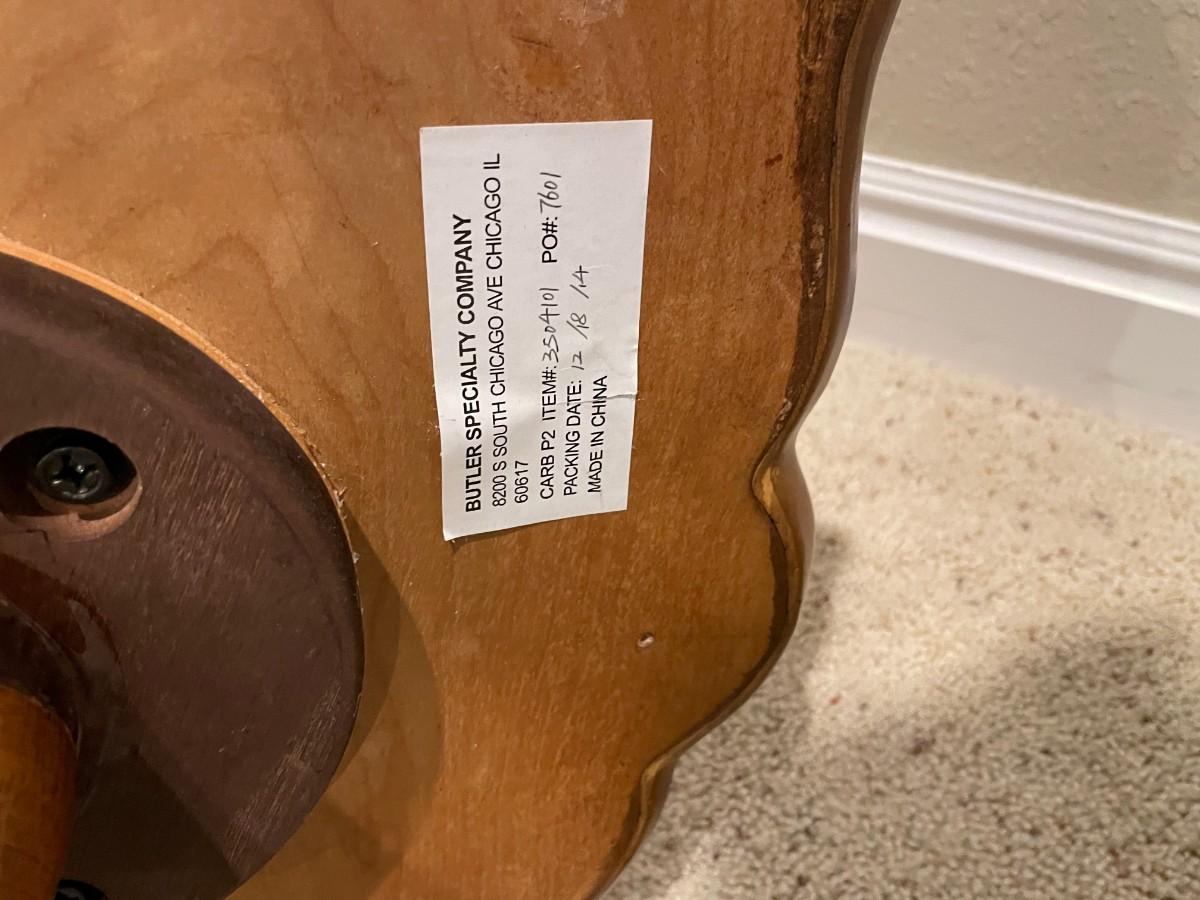 BUTLER SPECIALTY COMPANY
8200 S SOUTH CHICAGO AVE CHICAGO IL
60617
CARB P2 ITEM#: 3504101 PO#: 7601
PACKING DATE: 12 /18 /14
MADE IN CHINA